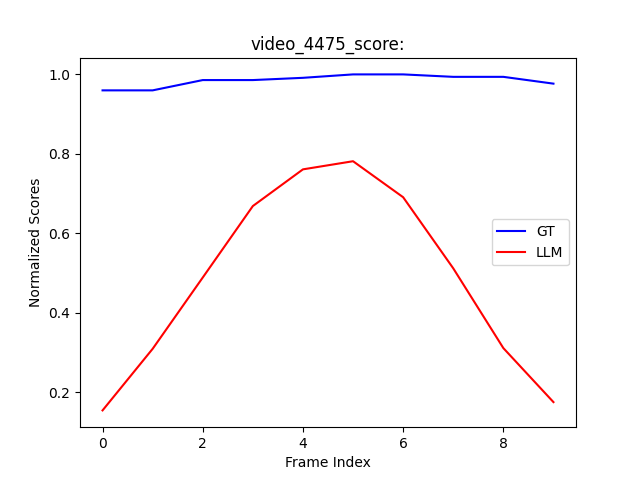 video_4475_score:
1.0
0.8
0.6
0.4
0.2
Normalized Scores
GT
LLM
0 2 4 6 8
Frame Index